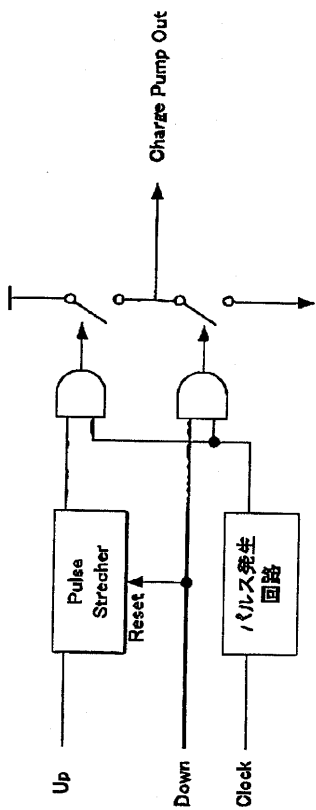 Up
Pulse
Strecher
Reset
Down
Clock
パルス発生
回路
Charge Pump Out